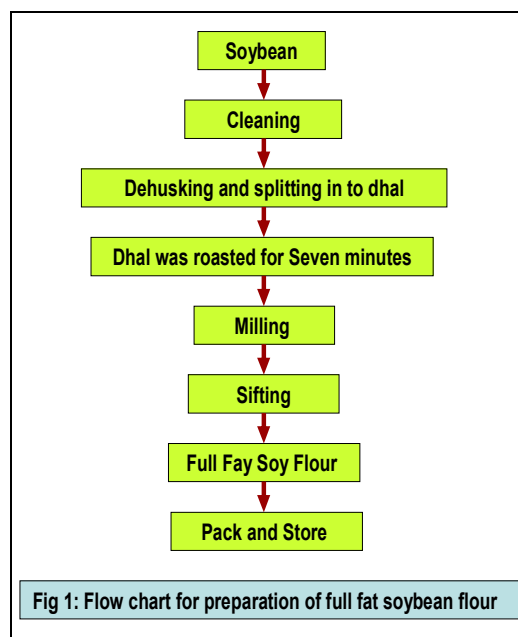 Soybean
Cleaning
Dehusking and splitting in to dhal
Dhal was roasted for Seven minutes
Milling
Sifting
Full Fay Soy Flour
Pack and Store
Fig 1: Flow chart for preparation of full fat soybean flour